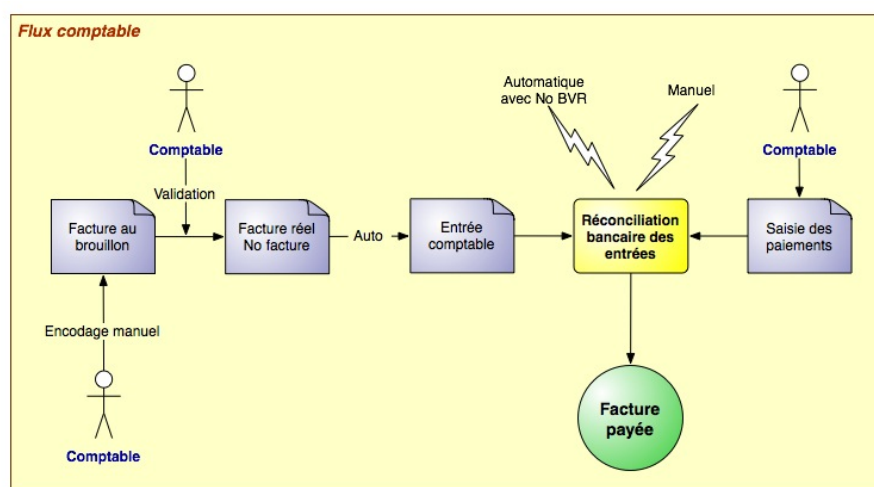 Flux comptable
Automatique
avec No BVR
Manuel
Comptable
Comptable
Validation
Facture au
brouillon
Facture réel
No facture
Auto
Entrée
comptable
Réconciliation
bancaire des
entrées
Saisie des
paiements
Encodage manuel
Comptable
Facture
payée